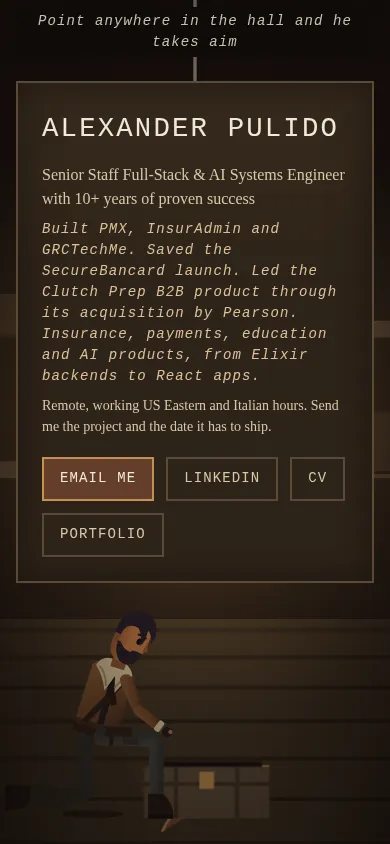 Point anywhere in the hall and he
takes aim
ALEXANDER PULIDO
Senior Staff Full-Stack & AI Systems Engineer
with 10+ years of proven success
Built PMX, InsurAdmin and
GRCTechMe. Saved the
SecureBancard launch. Led the
Clutch Prep B2B product through
its acquisition by Pearson.
Insurance, payments, education
and AI products, from Elixir
backends to React apps.
Remote, working US Eastern and Italian hours. Send
me the project and the date it has to ship.
EMAIL ME LINKEDIN CV
PORTFOLIO